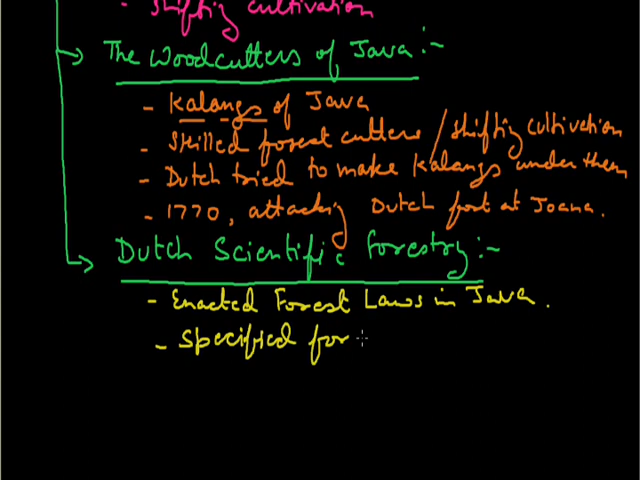 - Shifting cultivation
The Woodcutters of Java :-
- Kalangs of Java
- Skilled forest cutters / shifting cultivation
- Dutch tried to make Kalangs under them
- 1770, attacking Dutch fort at Joana.
Dutch Scientific forestry :-
- Enacted Forest Laws in Java.
- Specified for